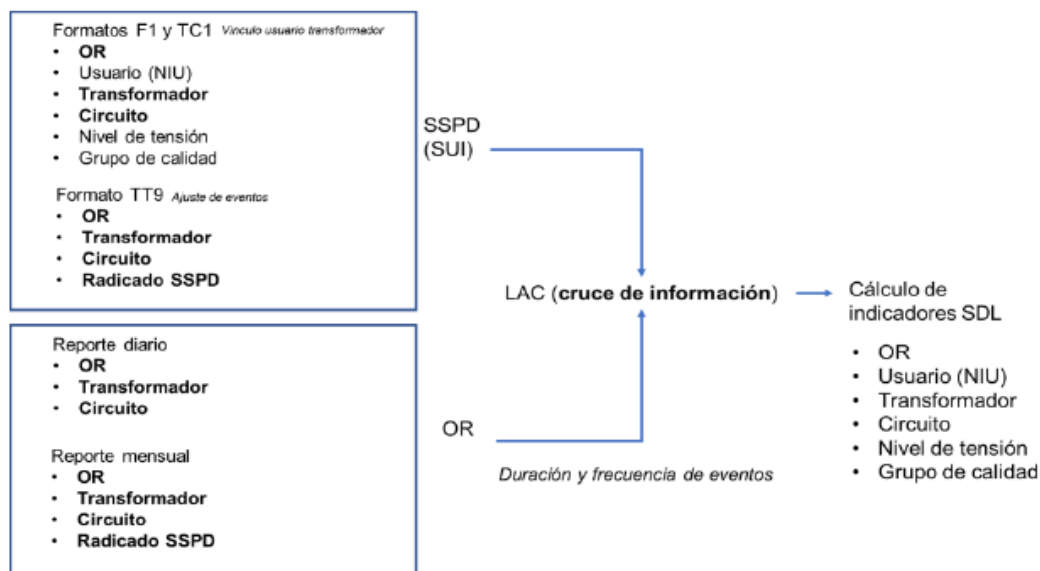 Formatos F1 y TC1 Vinculo usuario transformador
• OR
• Usuario (NIU)
• Transformador
• Circuito
• Nivel de tensión
• Grupo de calidad
Formato TT9 Ajuste de eventos
• OR
• Transformador
• Circuito
• Radicado SSPD
SSPD
(SUI)
Reporte diario
• OR
• Transformador
• Circuito
Reporte mensual
• OR
• Transformador
• Circuito
• Radicado SSPD
OR
Duración y frecuencia de eventos
LAC (cruce de información)
Cálculo de
indicadores SDL
• OR
• Usuario (NIU)
• Transformador
• Circuito
• Nivel de tensión
• Grupo de calidad